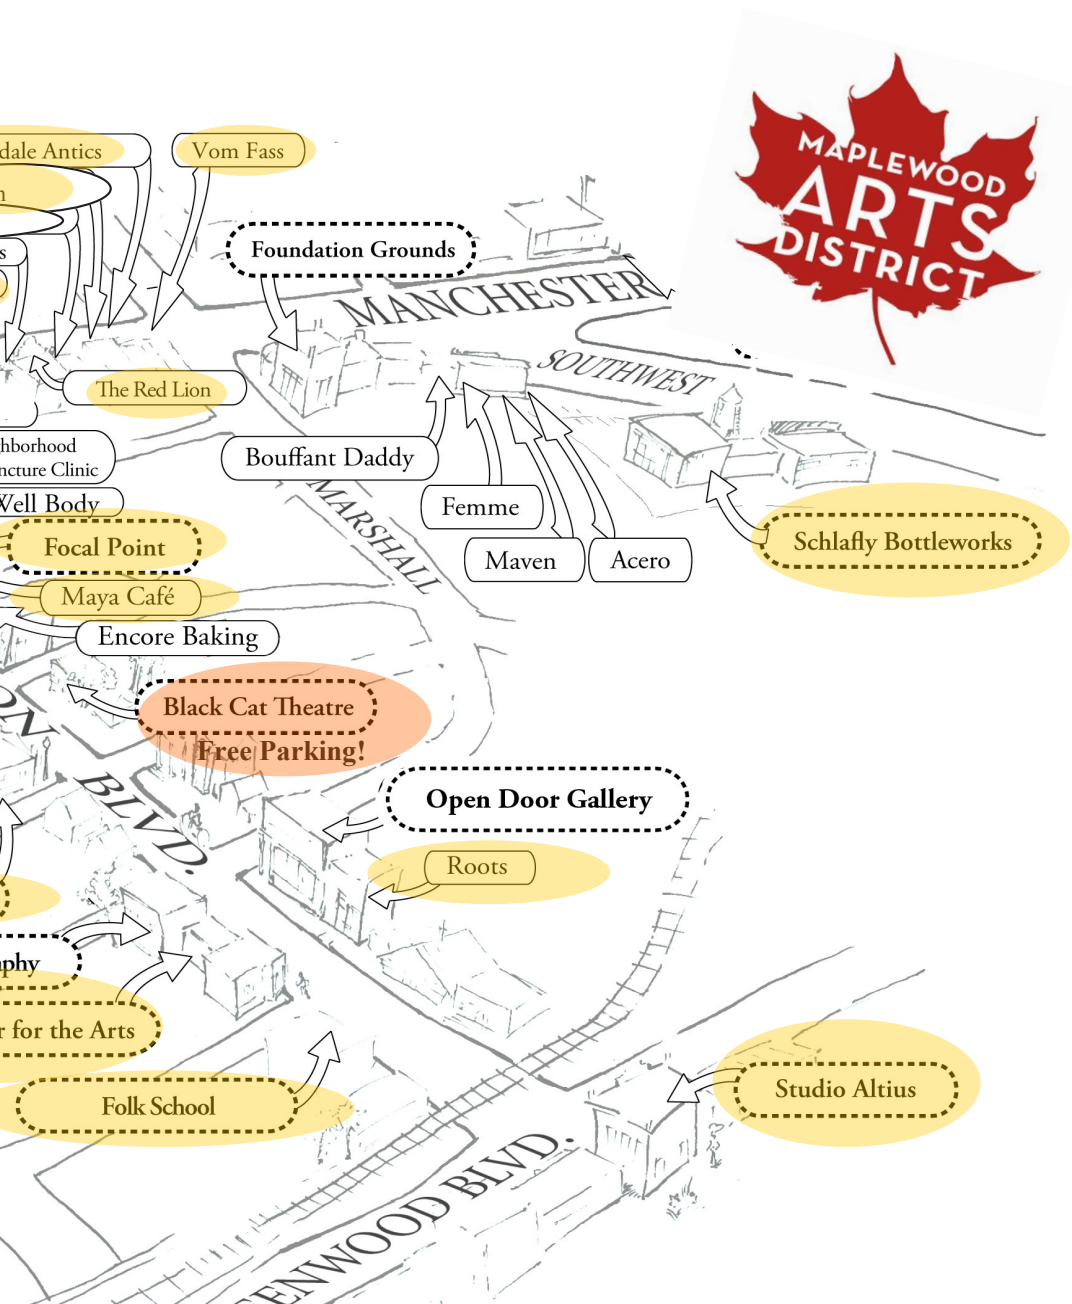 MAPLEWOOD
ARTS
DISTRICT
dale Antics
Vom Fass
n
s
Foundation Grounds
MANCHESTER
SOUTHWEST
The Red Lion
Bouffant Daddy
hborhood
ncture Clinic
Well Body
Femme
MARSHALL
Focal Point
Maven
Acero
Schlafly Bottleworks
Maya Café
Encore Baking
Black Cat Theatre
Free Parking!
ON
BLVD.
Open Door Gallery
Roots
phy
r for the Arts
Folk School
Studio Altius
ENWOOD BLVD.